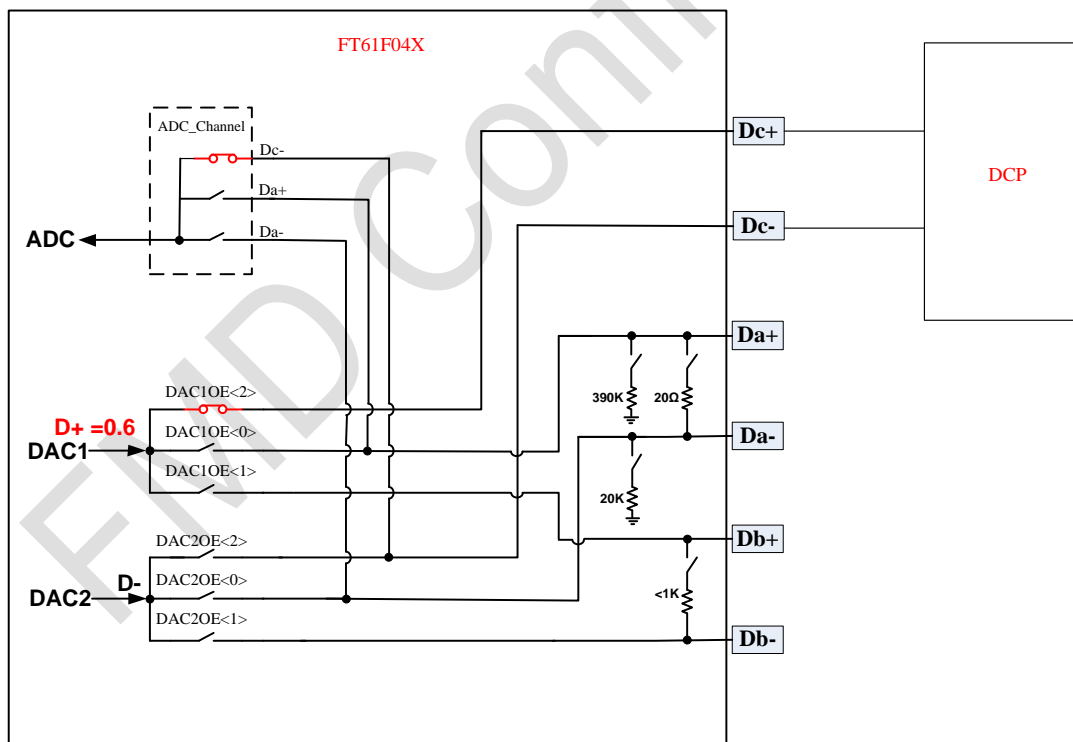 FT61F04X
ADC_Channel
Dc-
Da+
Da-
ADC
DAC1OE<2>
D+ =0.6
DAC1OE<0>
DAC1
DAC1OE<1>
DAC2OE<2>
D-
DAC2OE<0>
DAC2
DAC2OE<1>
390K
20Ω
20K
<1K
Dc+
Dc-
Da+
Da-
Db+
Db-
DCP
FMD Conf